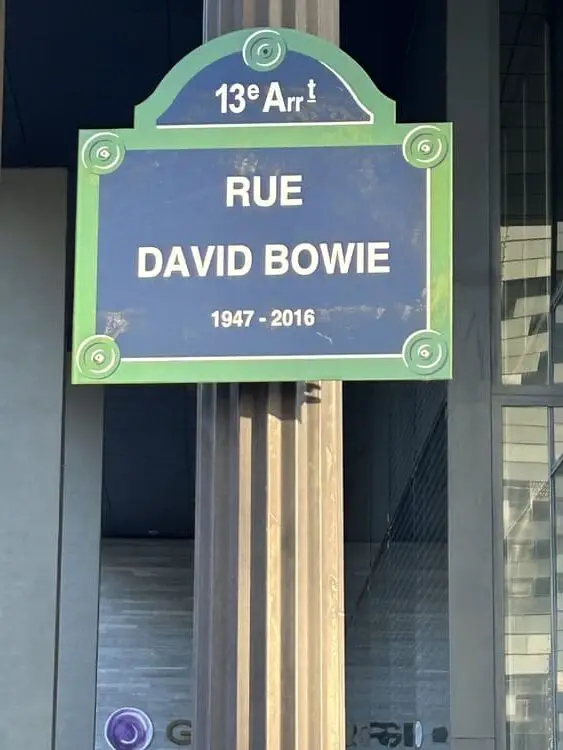 13e Arrt
RUE
DAVID BOWIE
1947 - 2016